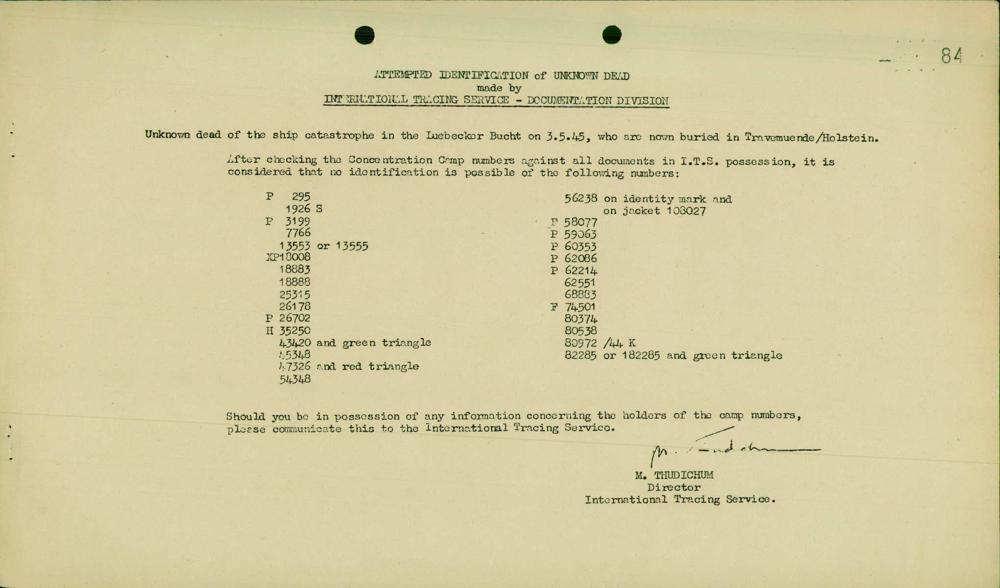 84
ATTEMPTED IDENTIFICATION of UNKNOWN DEAD
made by
INTERNATIONAL TRACING SERVICE - DOCUMENTATION DIVISION
Unknown dead of the ship catastrophe in the Luebecker Bucht on 3.5.45, who are nown buried in Travemuende/Holstein.
After checking the Concentration Camp numbers against all documents in I.T.S. possession, it is
considered that no identification is possible of the following numbers:
P 295
1926 S
P 3199
7766
13553 or 13555
XP18008
18883
18888
25315
26178
P 26702
H 35250
43420 and green triangle
45348
47326 and red triangle
54348
56238 on identity mark and
on jacket 108027
F 58077
P 59063
P 60353
P 62086
P 62214
62551
68883
F 74501
80374
80538
80972 /44 K
82285 or 182285 and green triangle
Should you be in possession of any information concerning the holders of the camp numbers,
please communicate this to the International Tracing Service.
M. Thudichum
M. THUDICHUM
Director
International Tracing Service.